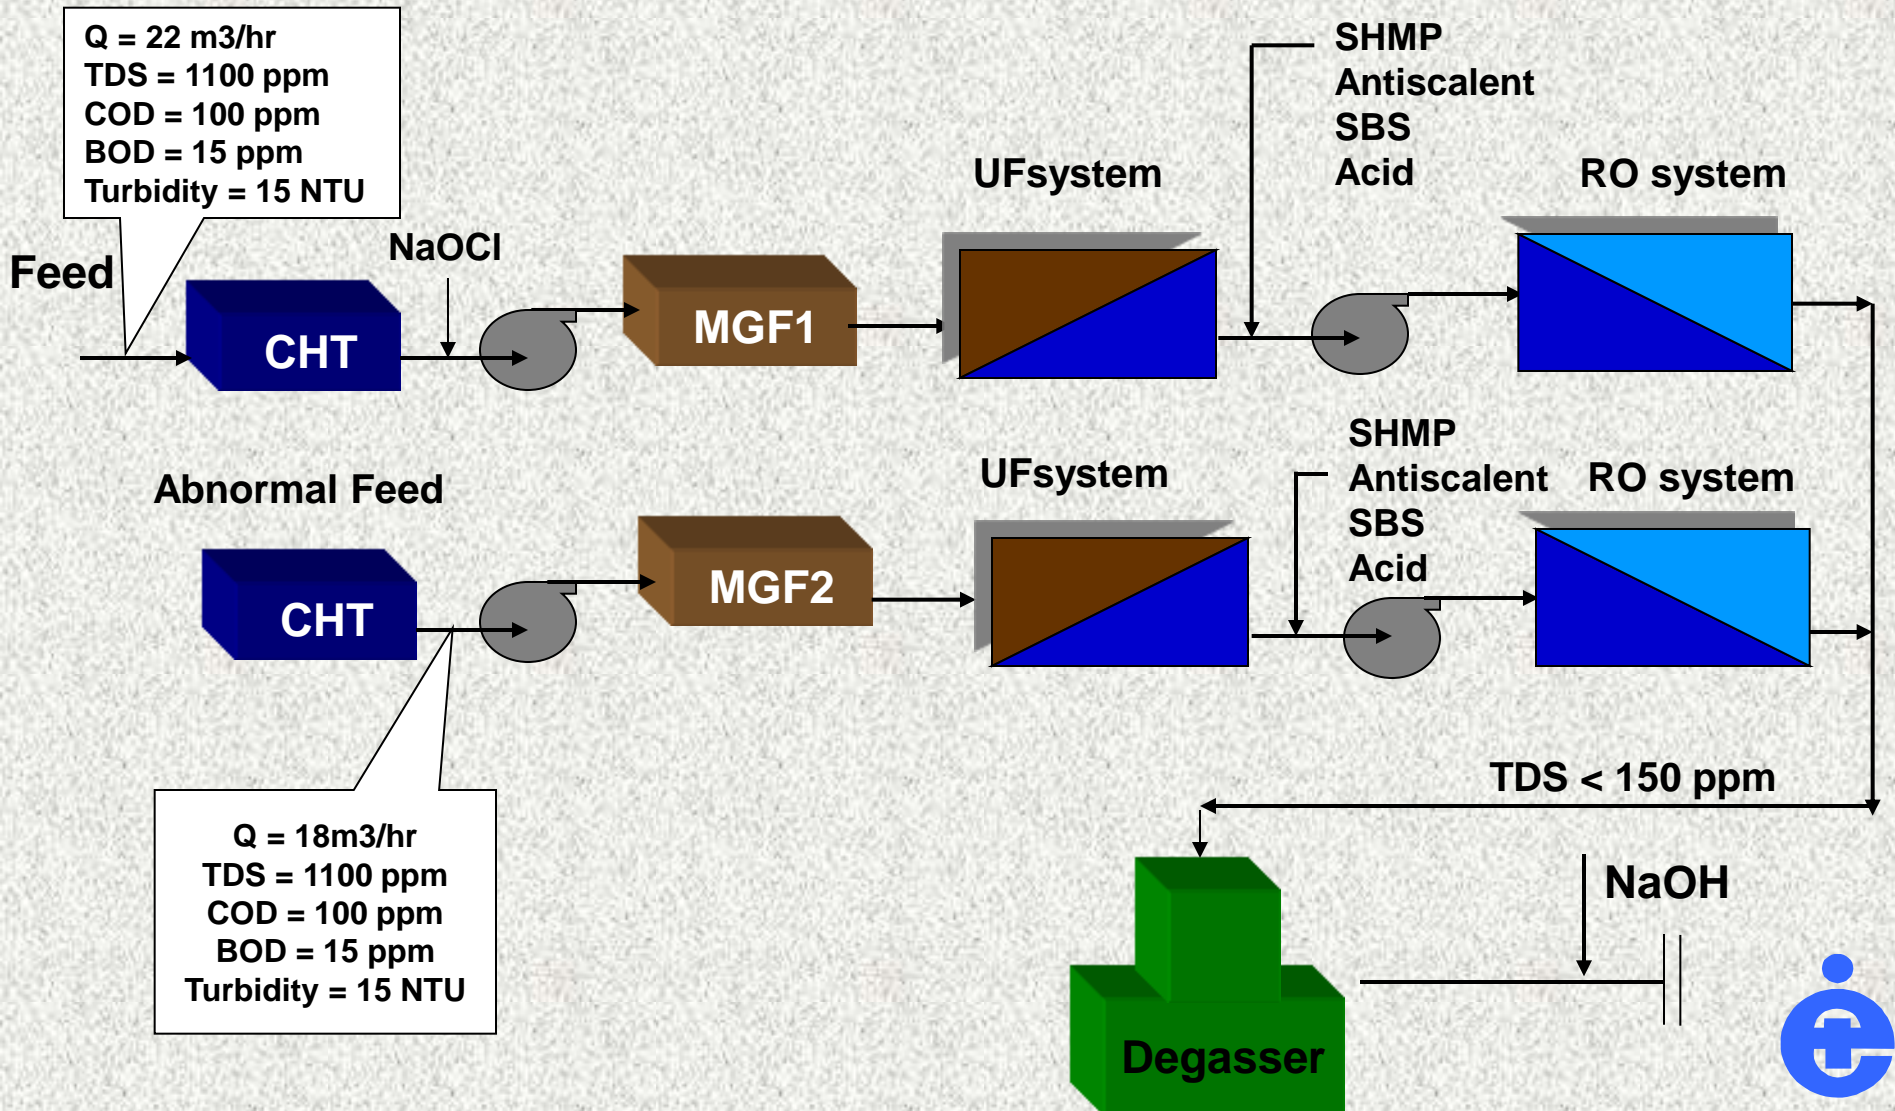 Q = 22 m3/hr
TDS = 1100 ppm
COD = 100 ppm
BOD = 15 ppm
Turbidity = 15 NTU
Feed
CHT
NaOCl
MGF1
UFsystem
SHMP
Antiscalent
SBS
Acid
RO system
Abnormal Feed
CHT
MGF2
UFsystem
SHMP
Antiscalent
SBS
Acid
RO system
Q = 18m3/hr
TDS = 1100 ppm
COD = 100 ppm
BOD = 15 ppm
Turbidity = 15 NTU
TDS < 150 ppm
NaOH
Degasser